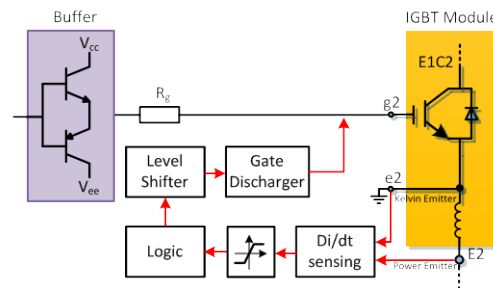 Buffer
IGBT Module
Vcc
E1C2
Rg
g2
Level
Shifter
Gate
Discharger
Vee
e2
Kelvin Emitter
Logic
Di/dt
sensing
E2
Power Emitter